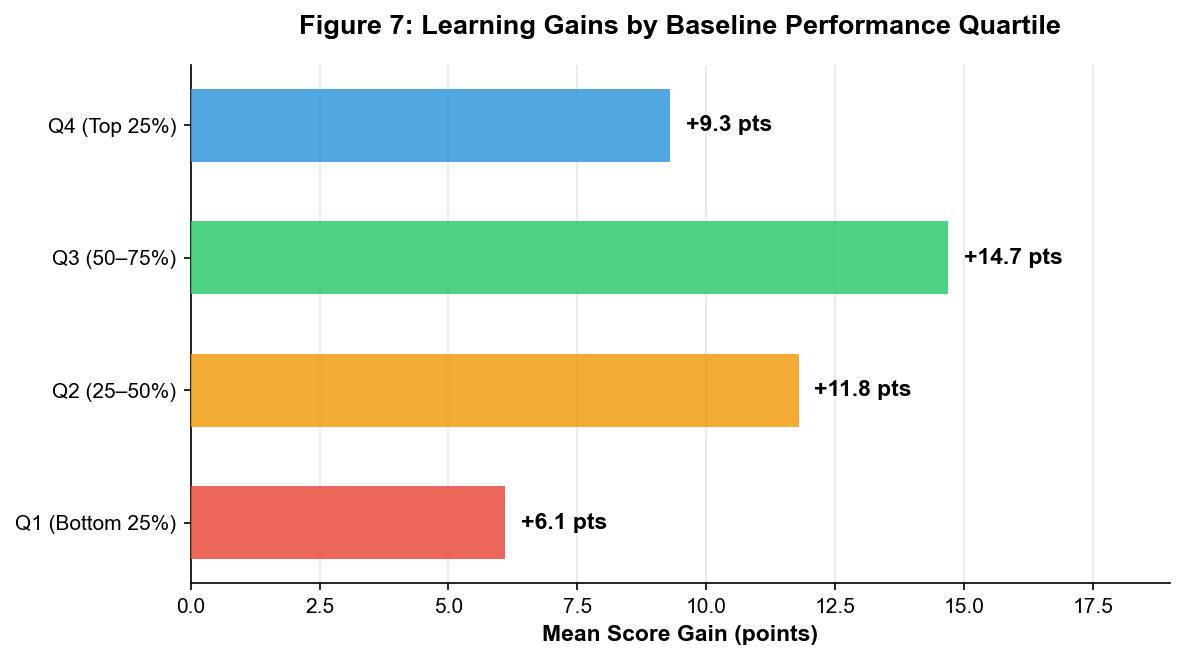 Figure 7: Learning Gains by Baseline Performance Quartile
Q4 (Top 25%)
+9.3 pts
Q3 (50–75%)
+14.7 pts
Q2 (25–50%)
+11.8 pts
Q1 (Bottom 25%)
+6.1 pts
0.0 2.5 5.0 7.5 10.0 12.5 15.0 17.5
Mean Score Gain (points)